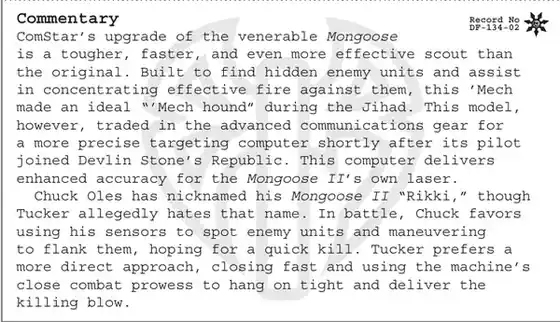 Commentary
Record No
DF-134-02
ComStar's upgrade of the venerable Mongoose
is a tougher, faster, and even more effective scout than
the original. Built to find hidden enemy units and assist
in concentrating effective fire against them, this 'Mech
made an ideal "'Mech hound" during the Jihad. This model,
however, traded in the advanced communications gear for
a more precise targeting computer shortly after its pilot
joined Devlin Stone's Republic. This computer delivers
enhanced accuracy for the Mongoose II's own laser.
Chuck Oles has nicknamed his Mongoose II "Rikki," though
Tucker allegedly hates that name. In battle, Chuck favors
using his sensors to spot enemy units and maneuvering
to flank them, hoping for a quick kill. Tucker prefers a
more direct approach, closing fast and using the machine's
close combat prowess to hang on tight and deliver the
killing blow.